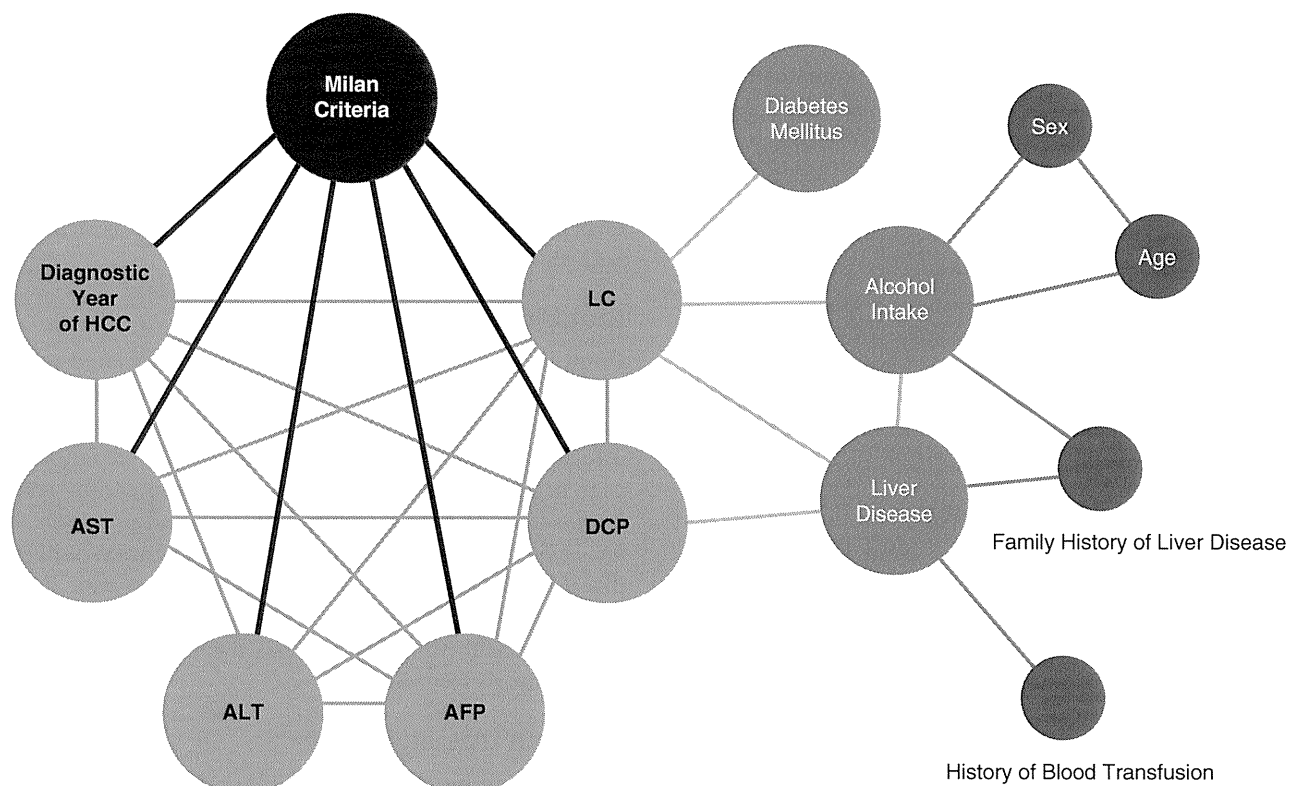 Milan
Criteria
Diabetes
Mellitus
Sex
Diagnostic
Year
of HCC
LC
Alcohol
Intake
Age
AST
DCP
Liver
Disease
Family History of Liver Disease
ALT
AFP
History of Blood Transfusion